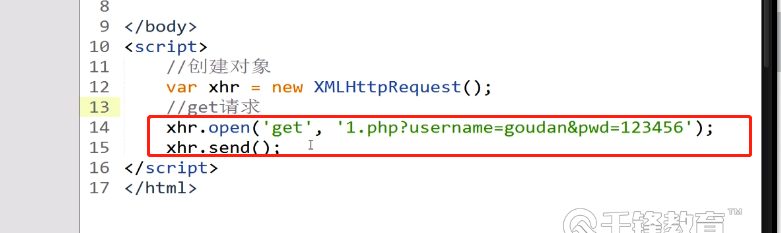 8
9 </body>
10 <script>
11 //创建对象
12 var xhr = new XMLHttpRequest();
13 //get请求
14 xhr.open('get', '1.php?username=goudan&pwd=123456');
15 xhr.send();
16 </script>
17 </html>
千锋教育™